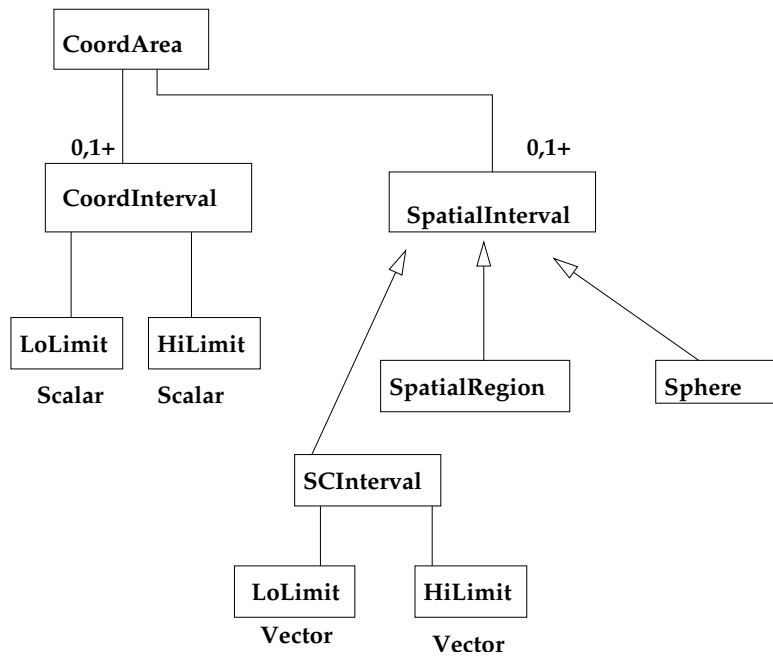 CoordArea
0,1+
0,1+
CoordInterval
SpatialInterval
LoLimit
HiLimit
Scalar
Scalar
SpatialRegion
Sphere
SCInterval
LoLimit
HiLimit
Vector
Vector